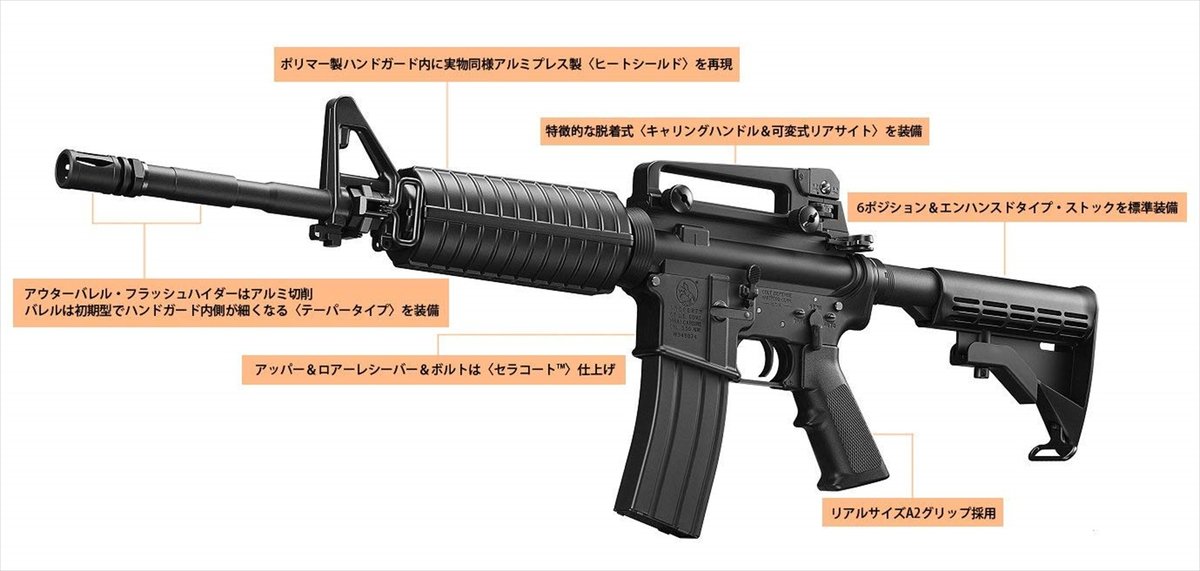 ポリマー製ハンドガード内に実物同様アルミプレス製〈ヒートシールド〉を再現
特徴的な脱着式〈キャリングハンドル＆可変式リアサイト〉を装備
6ポジション＆エンハンスドタイプ・ストックを標準装備
アウターバレル・フラッシュハイダーはアルミ切削
バレルは初期型でハンドガード内側が細くなる〈テーパータイプ〉を装備
アッパー＆ロアーレシーバー＆ボルトは〈セラコート™〉仕上げ
リアルサイズA2グリップ採用